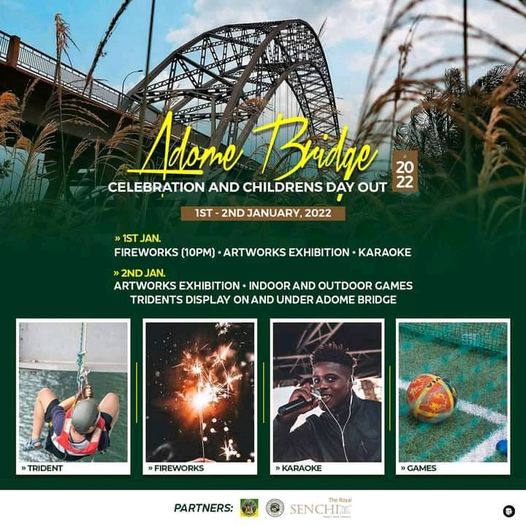 Adome Bridge
2022
CELEBRATION AND CHILDRENS DAY OUT
1ST - 2ND JANUARY, 2022
» 1ST JAN.
FIREWORKS (10PM) • ARTWORKS EXHIBITION • KARAOKE
» 2ND JAN.
ARTWORKS EXHIBITION • INDOOR AND OUTDOOR GAMES
TRIDENTS DISPLAY ON AND UNDER ADOME BRIDGE
» TRIDENT
» FIREWORKS
» KARAOKE
» GAMES
PARTNERS:
The Royal
SENCHI